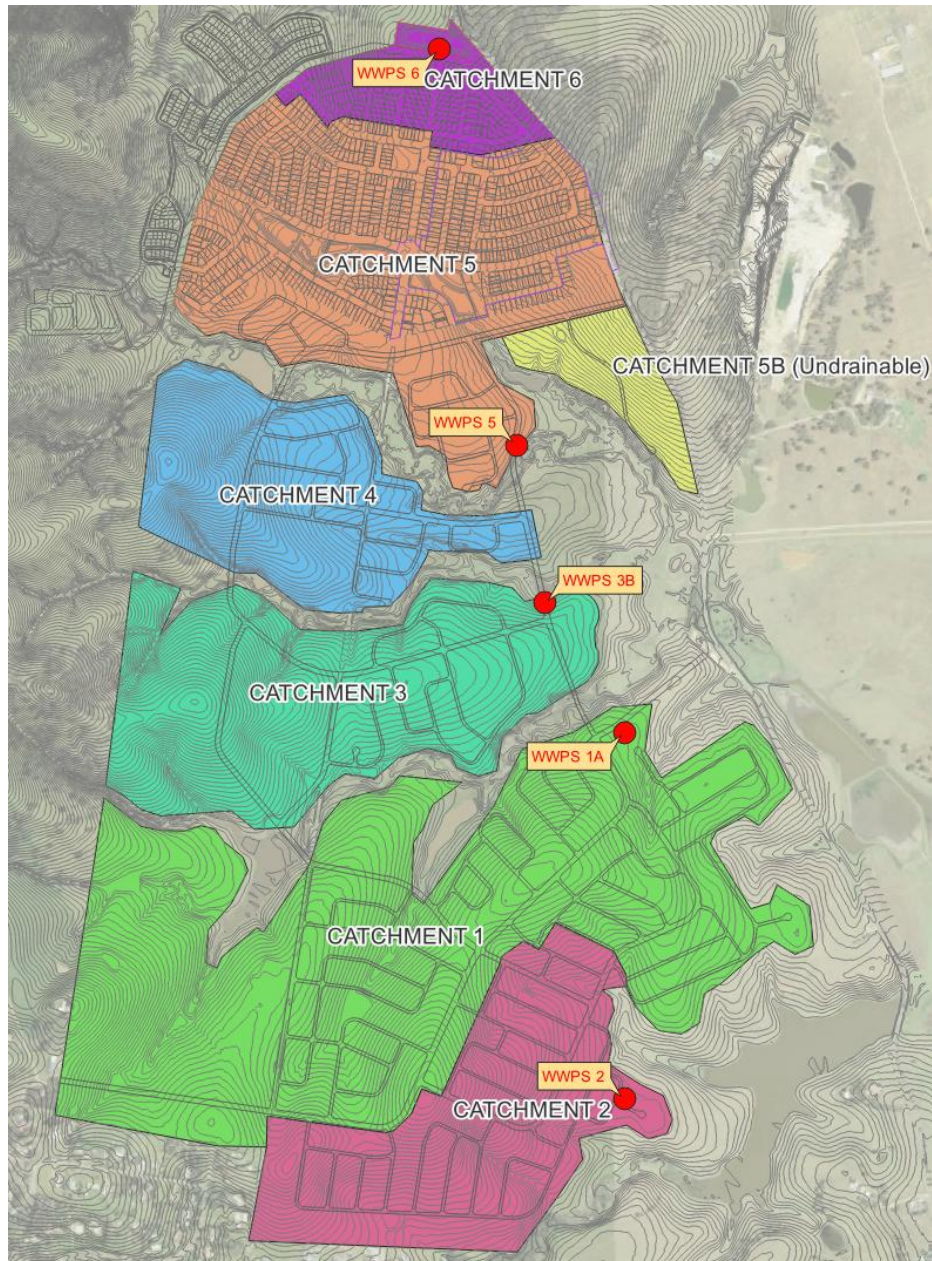 WWPS 6
CATCHMENT 6
CATCHMENT 5
CATCHMENT 5B (Undrainable)
WWPS 5
CATCHMENT 4
WWPS 3B
CATCHMENT 3
WWPS 1A
CATCHMENT 1
WWPS 2
CATCHMENT 2